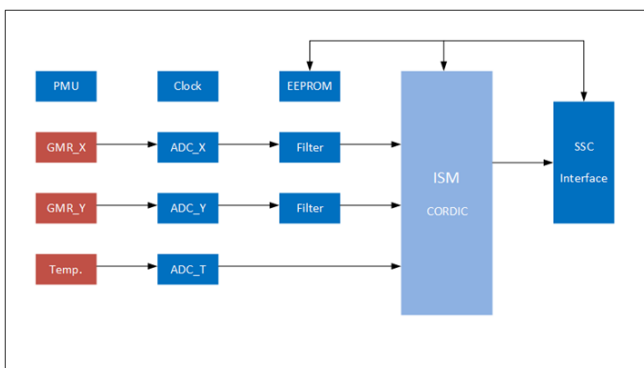 PMU
Clock
EEPROM
GMR_X
ADC_X
Filter
GMR_Y
ADC_Y
Filter
Temp.
ADC_T
ISM
CORDIC
SSC
Interface